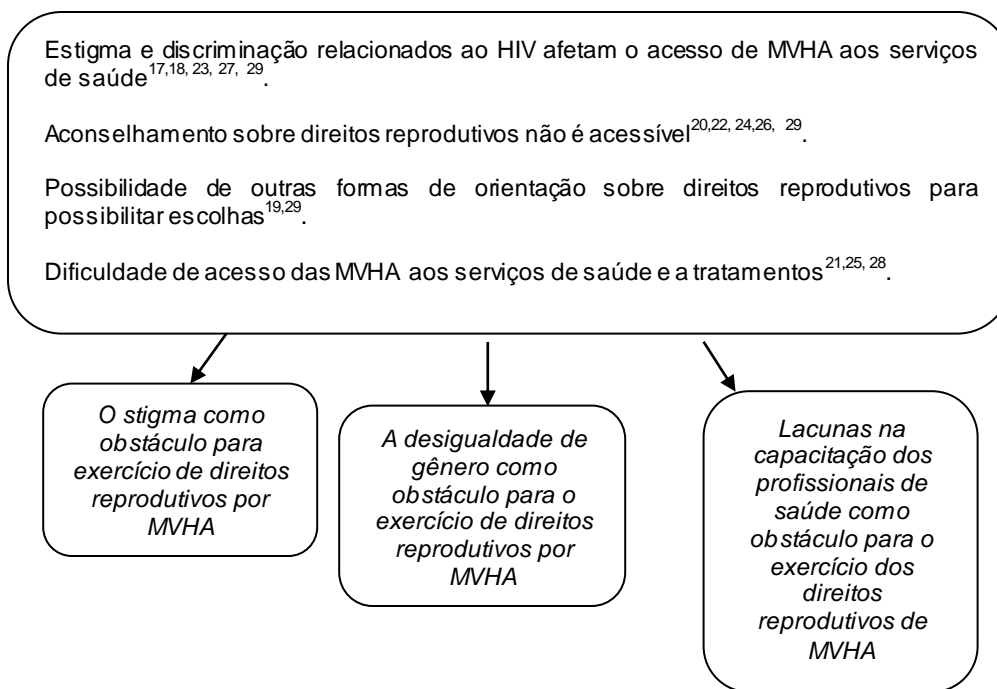 Estigma e discriminação relacionados ao HIV afetam o acesso de MVHA aos serviços
de saúde17,18, 23, 27, 29.
Aconselhamento sobre direitos reprodutivos não é acessível20,22, 24,26, 29.
Possibilidade de outras formas de orientação sobre direitos reprodutivos para
possibilitar escolhas19,29.
Dificuldade de acesso das MVHA aos serviços de saúde e a tratamentos21,25, 28.
O stigma como
obstáculo para
exercício de direitos
reprodutivos por
MVHA
A desigualdade de
gênero como
obstáculo para o
exercício de direitos
reprodutivos por
MVHA
Lacunas na
capacitação dos
profissionais de
saúde como
obstáculo para o
exercício dos
direitos
reprodutivos de
MVHA